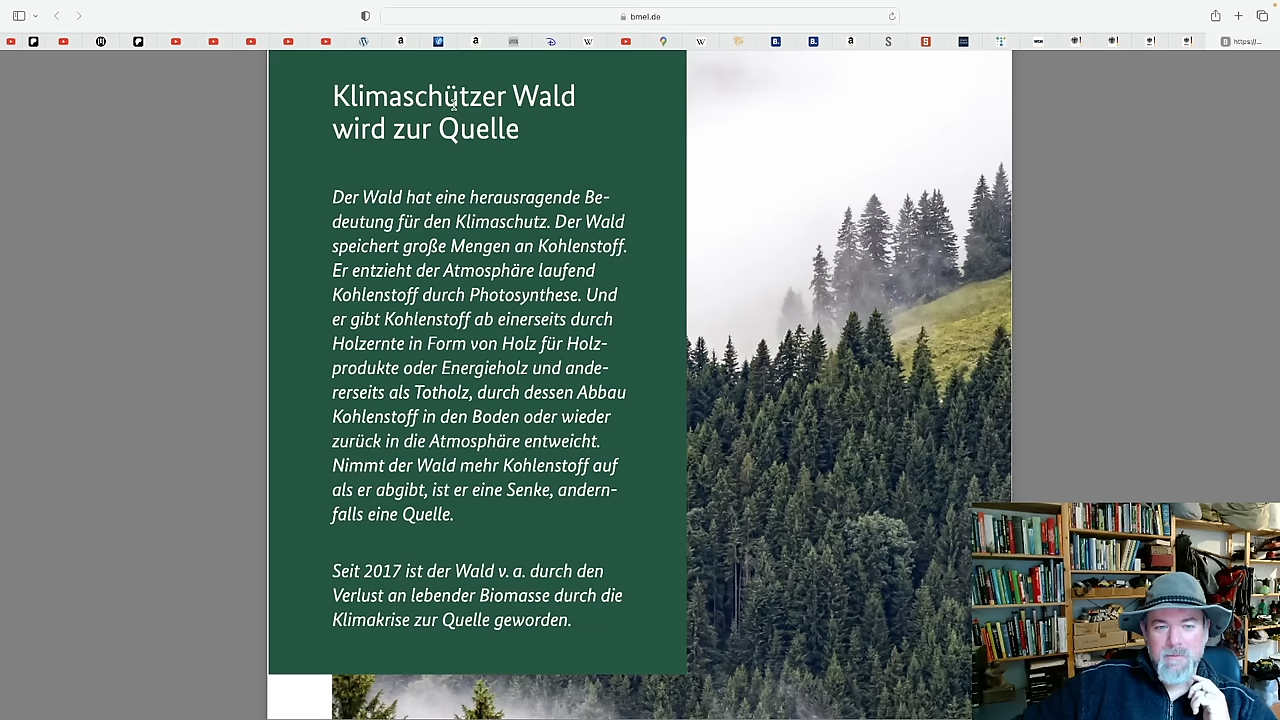 bmel.de
https://...
Klimaschützer Wald
wird zur Quelle
Der Wald hat eine herausragende Be-
deutung für den Klimaschutz. Der Wald
speichert große Mengen an Kohlenstoff.
Er entzieht der Atmosphäre laufend
Kohlenstoff durch Photosynthese. Und
er gibt Kohlenstoff ab einerseits durch
Holzernte in Form von Holz für Holz-
produkte oder Energieholz und ande-
rerseits als Totholz, durch dessen Abbau
Kohlenstoff in den Boden oder wieder
zurück in die Atmosphäre entweicht.
Nimmt der Wald mehr Kohlenstoff auf
als er abgibt, ist er eine Senke, andern-
falls eine Quelle.
Seit 2017 ist der Wald v. a. durch den
Verlust an lebender Biomasse durch die
Klimakrise zur Quelle geworden.